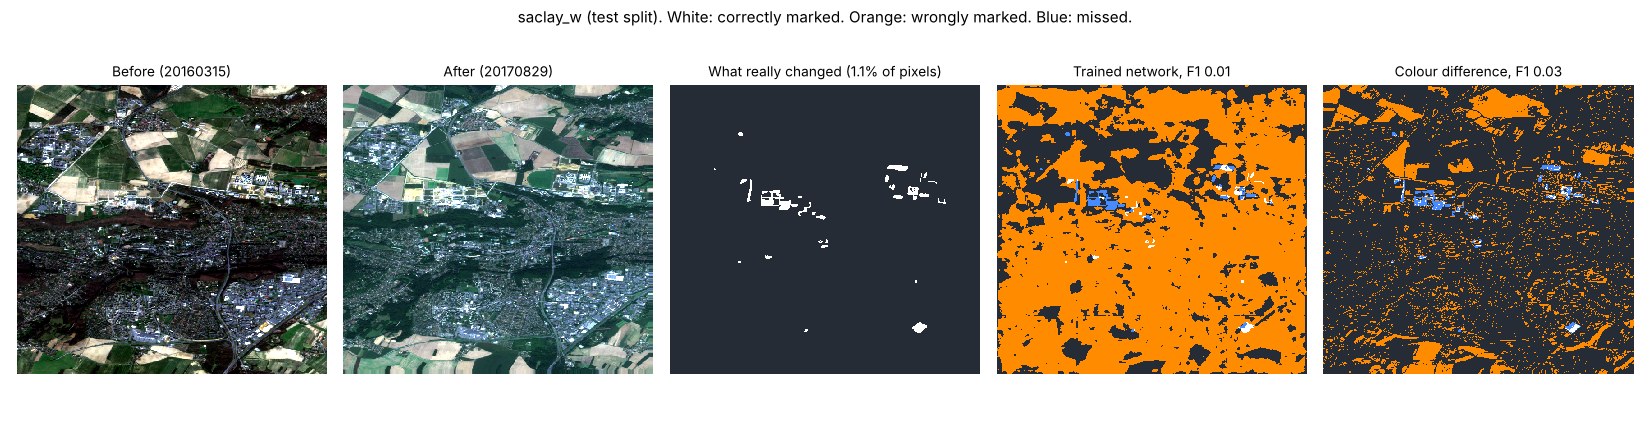 saclay_w (test split). White: correctly marked. Orange: wrongly marked. Blue: missed.
Before (20160315)
After (20170829)
What really changed (1.1% of pixels)
Trained network, F1 0.01
Colour difference, F1 0.03